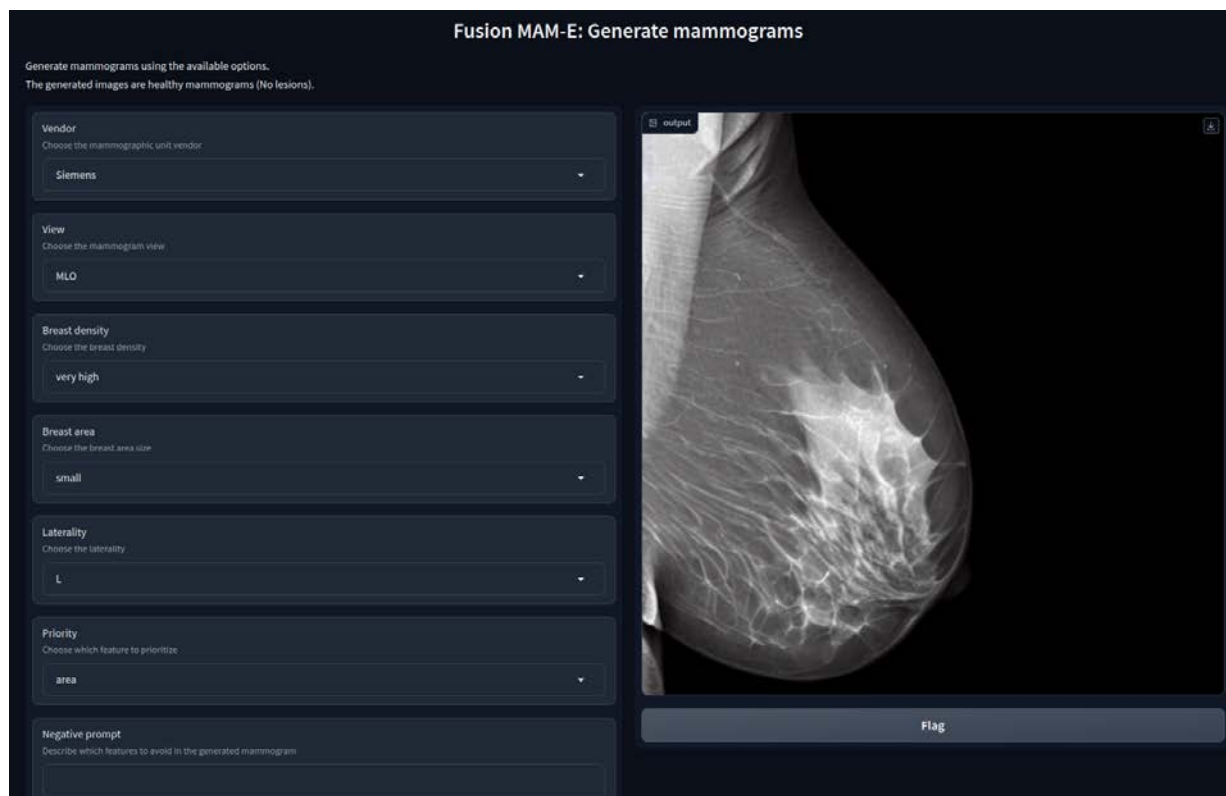 Fusion MAM-E: Generate mammograms
Generate mammograms using the available options.
The generated images are healthy mammograms (No lesions).
Vendor
Choose the mammographic unit vendor
Siemens
View
Choose the mammogram view
MLO
Breast density
Choose the breast density
very high
Breast area
Choose the breast area size
small
Laterality
Choose the laterality
L
Priority
Choose which feature to prioritize
area
Negative prompt
Describe which features to avoid in the generated mammogram
output
Flag